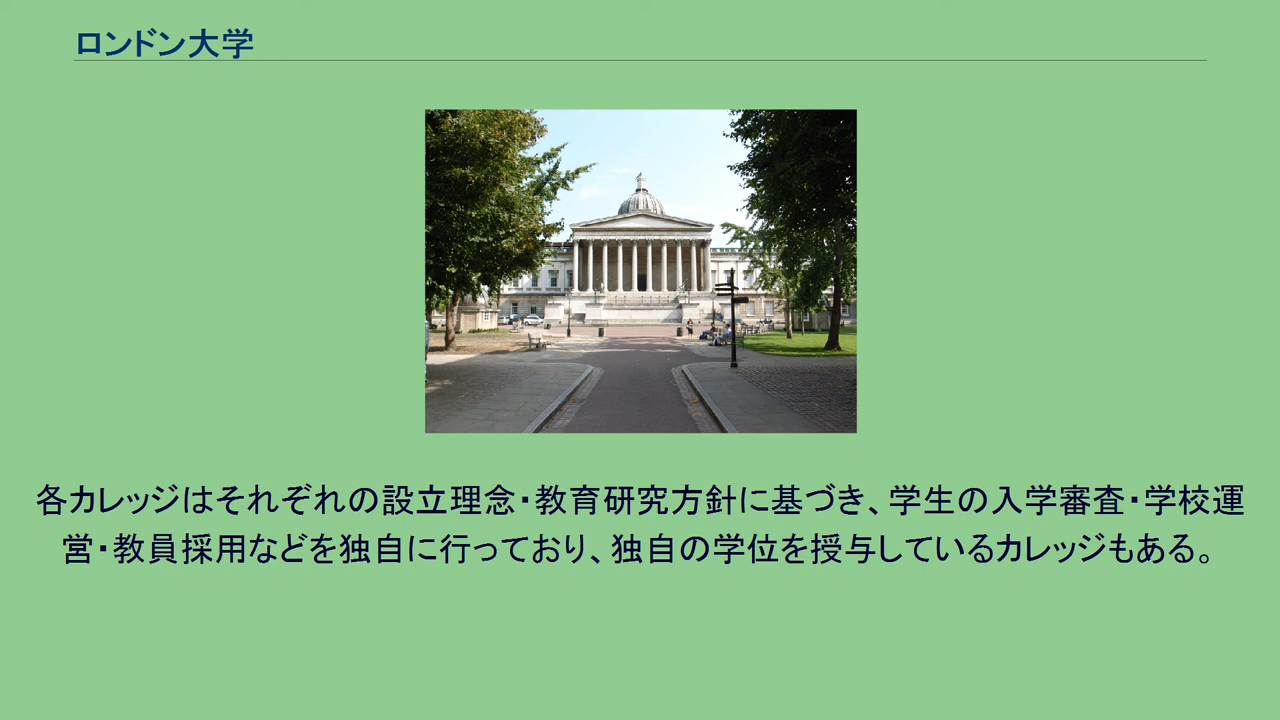 ロンドン大学
各カレッジはそれぞれの設立理念・教育研究方針に基づき、学生の入学審査・学校運
営・教員採用などを独自に行っており、独自の学位を授与しているカレッジもある。